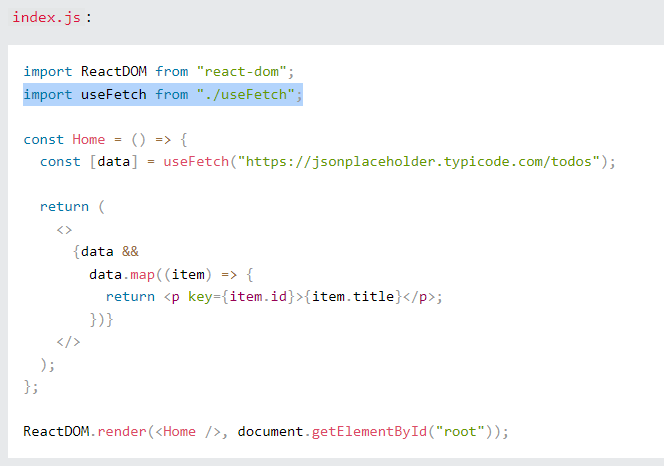 index.js :
import ReactDOM from "react-dom";
import useFetch from "./useFetch";
const Home = () => {
  const [data] = useFetch("https://jsonplaceholder.typicode.com/todos");
  return (
    <>
      {data &&
        data.map((item) => {
          return <p key={item.id}>{item.title}</p>;
        })}
    </>
  );
};
ReactDOM.render(<Home />, document.getElementById("root"));